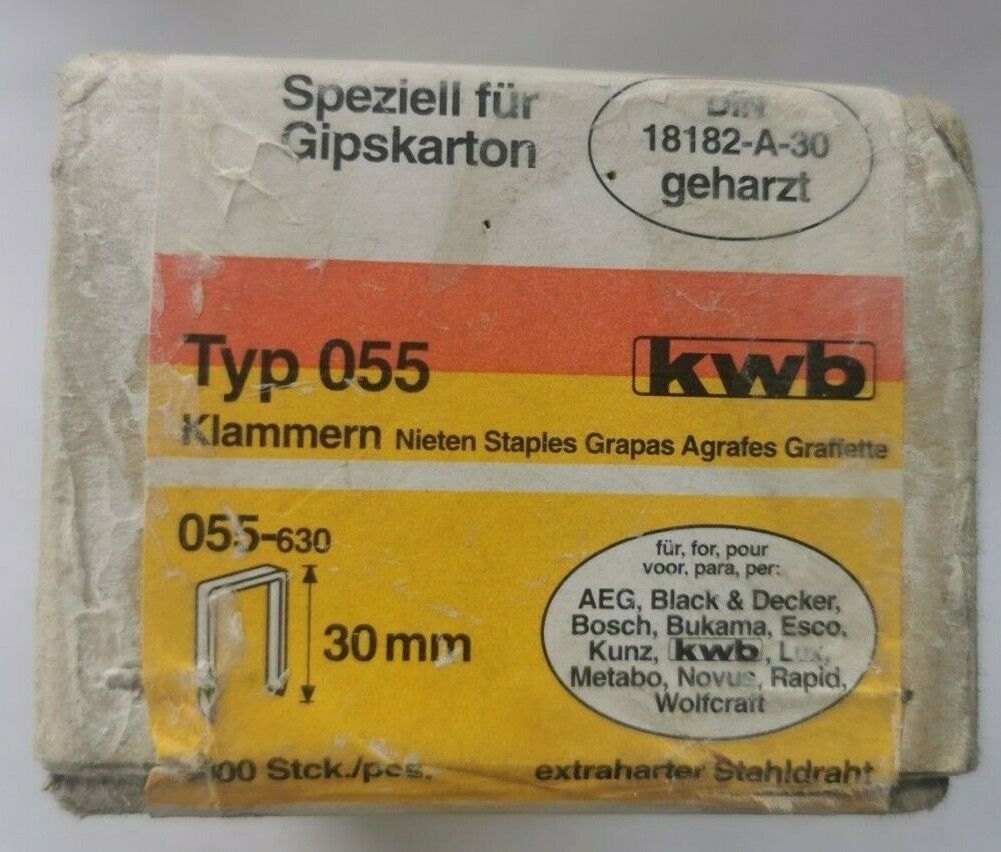 Speziell für
Gipskarton
DIN
18182-A-30
geharzt
Typ 055
kwb
Klammern Nieten Staples Grapas Agrafes Graffette
055-630
30 mm
für, for, pour
voor, para, per:
AEG, Black & Decker,
Bosch, Bukama, Esco,
Kunz, kwb, Lux,
Metabo, Novus, Rapid,
Wolfcraft
Stck./pcs.
extraharter Stahldraht